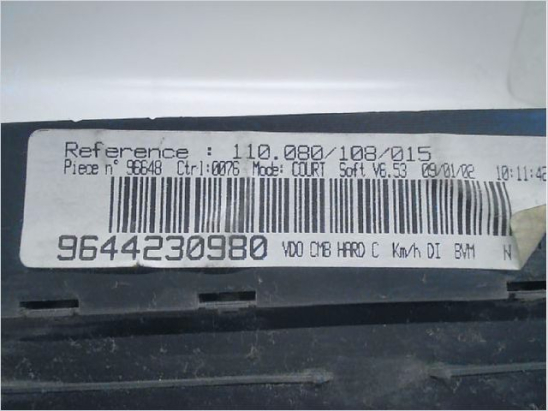 Reference : 110.080/108/015
Piece n° 96648 Ctrl:0076 Mode: COURT Soft V6.53 09/01/02 10:11:42
9644230980 VDO CMB HARD C Km/h DI BVM N